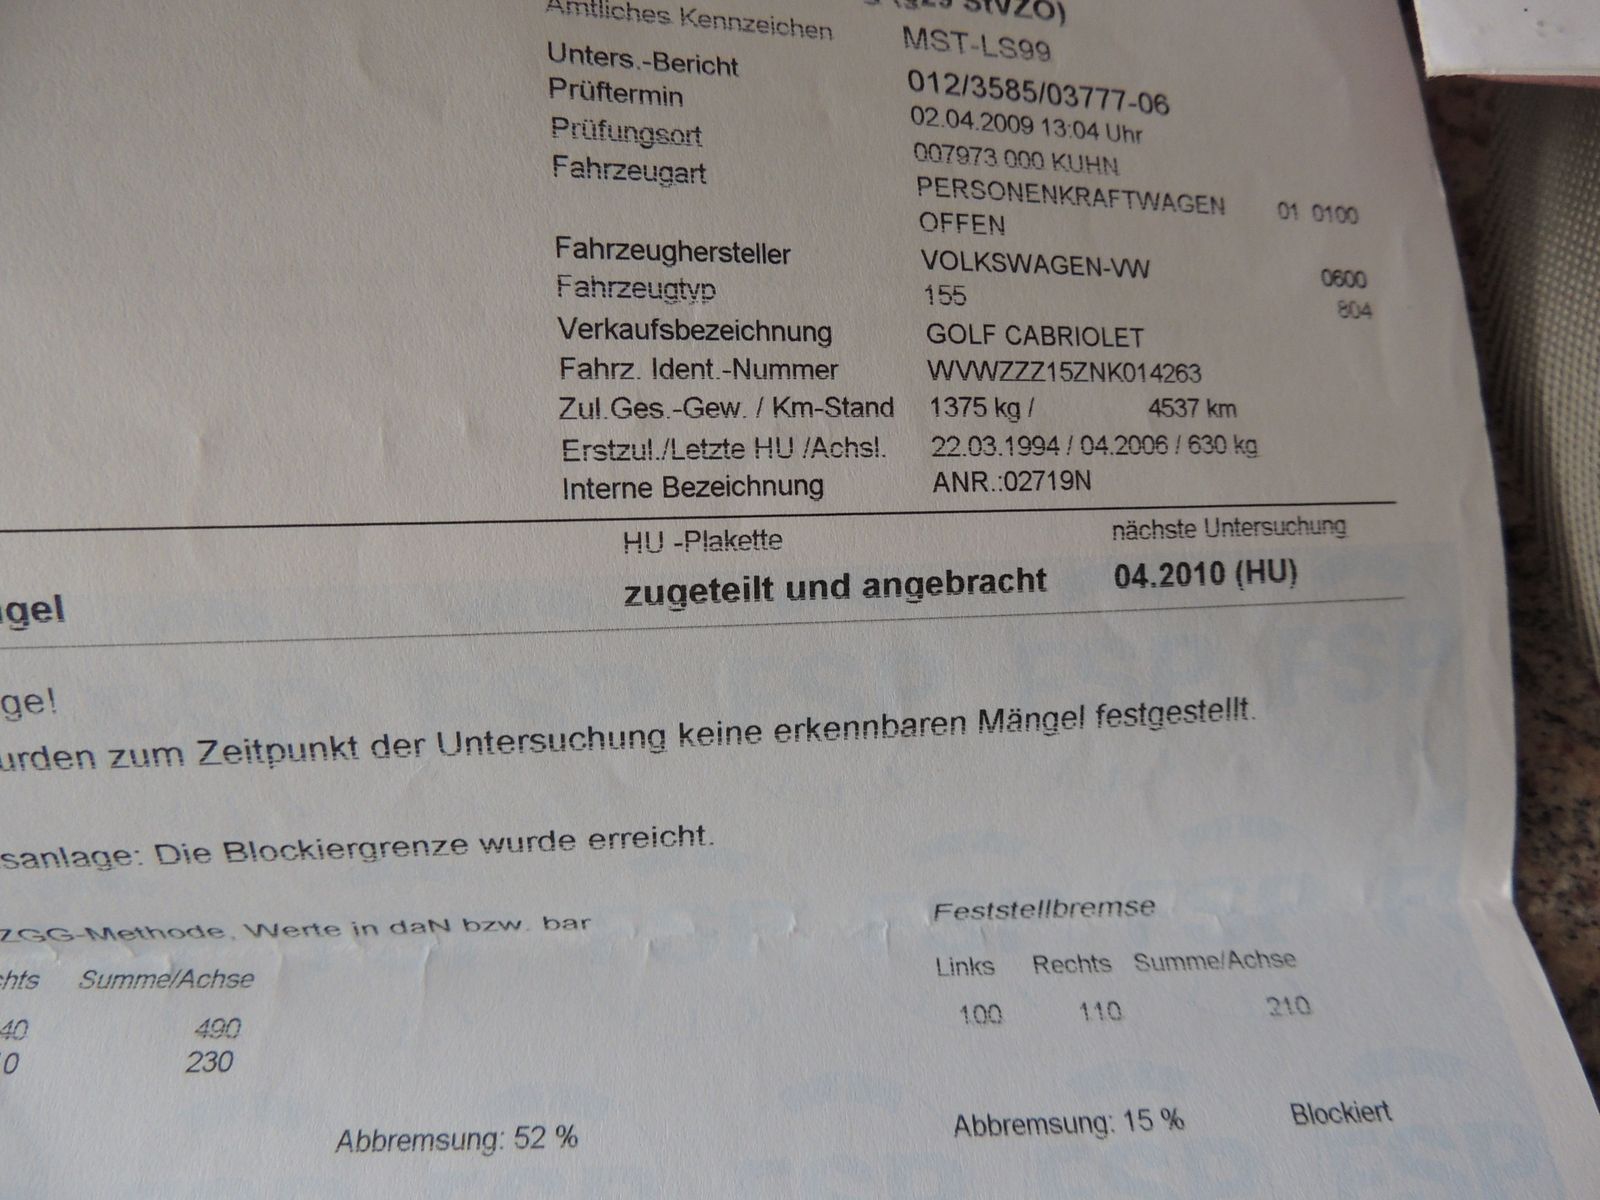 (§29 StVZO)
Amtliches Kennzeichen MST-LS99
Unters.-Bericht 012/3585/03777-06
Prüftermin 02.04.2009 13:04 Uhr
Prüfungsort 007973 000 KUHN
Fahrzeugart PERSONENKRAFTWAGEN 01 0100
OFFEN
Fahrzeughersteller VOLKSWAGEN-VW 0600
Fahrzeugtyp 155 804
Verkaufsbezeichnung GOLF CABRIOLET
Fahrz. Ident.-Nummer WVWZZZ15ZNK014263
Zul.Ges.-Gew. / Km-Stand 1375 kg / 4537 km
Erstzul./Letzte HU /Achsl. 22.03.1994 / 04.2006 / 630 kg
Interne Bezeichnung ANR.:02719N
HU -Plakette nächste Untersuchung
ngel zugeteilt und angebracht 04.2010 (HU)
ge!
urden zum Zeitpunkt der Untersuchung keine erkennbaren Mängel festgestellt.
sanlage: Die Blockiergrenze wurde erreicht.
ZGG-Methode, Werte in daN bzw. bar Feststellbremse
chts Summe/Achse Links Rechts Summe/Achse
40 490 100 110 210
0 230
Abbremsung: 52 % Abbremsung: 15 % Blockiert
FSP FSP